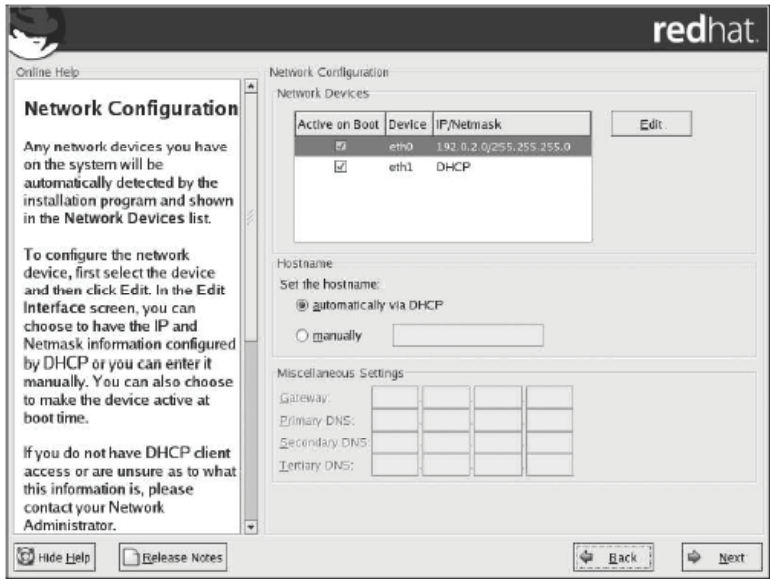 redhat.
Online Help
Network Configuration
Any network devices you have
on the system will be
automatically detected by the
installation program and shown
in the Network Devices list.
To configure the network
device, first select the device
and then click Edit. In the Edit
Interface screen, you can
choose to have the IP and
Netmask information configured
by DHCP or you can enter it
manually. You can also choose
to make the device active at
boot time.
If you do not have DHCP client
access or are unsure as to what
this information is, please
contact your Network
Administrator.
Network Configuration
Network Devices
Active on Boot Device IP/Netmask
eth0 192.0.2.0/255.255.255.0
eth1 DHCP
Edit
Hostname
Set the hostname:
automatically via DHCP
manually
Miscellaneous Settings
Gateway:
Primary DNS:
Secondary DNS
Tertiary DNS:
Hide Help
Release Notes
Back
Next